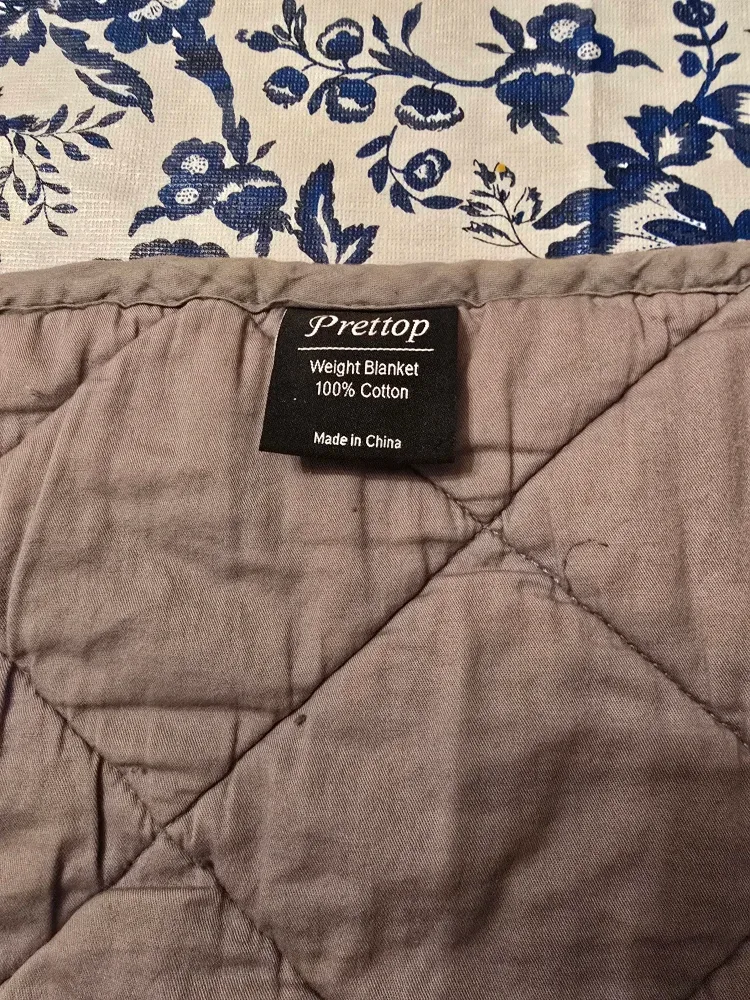 Prettop
Weight Blanket
100% Cotton
Made in China